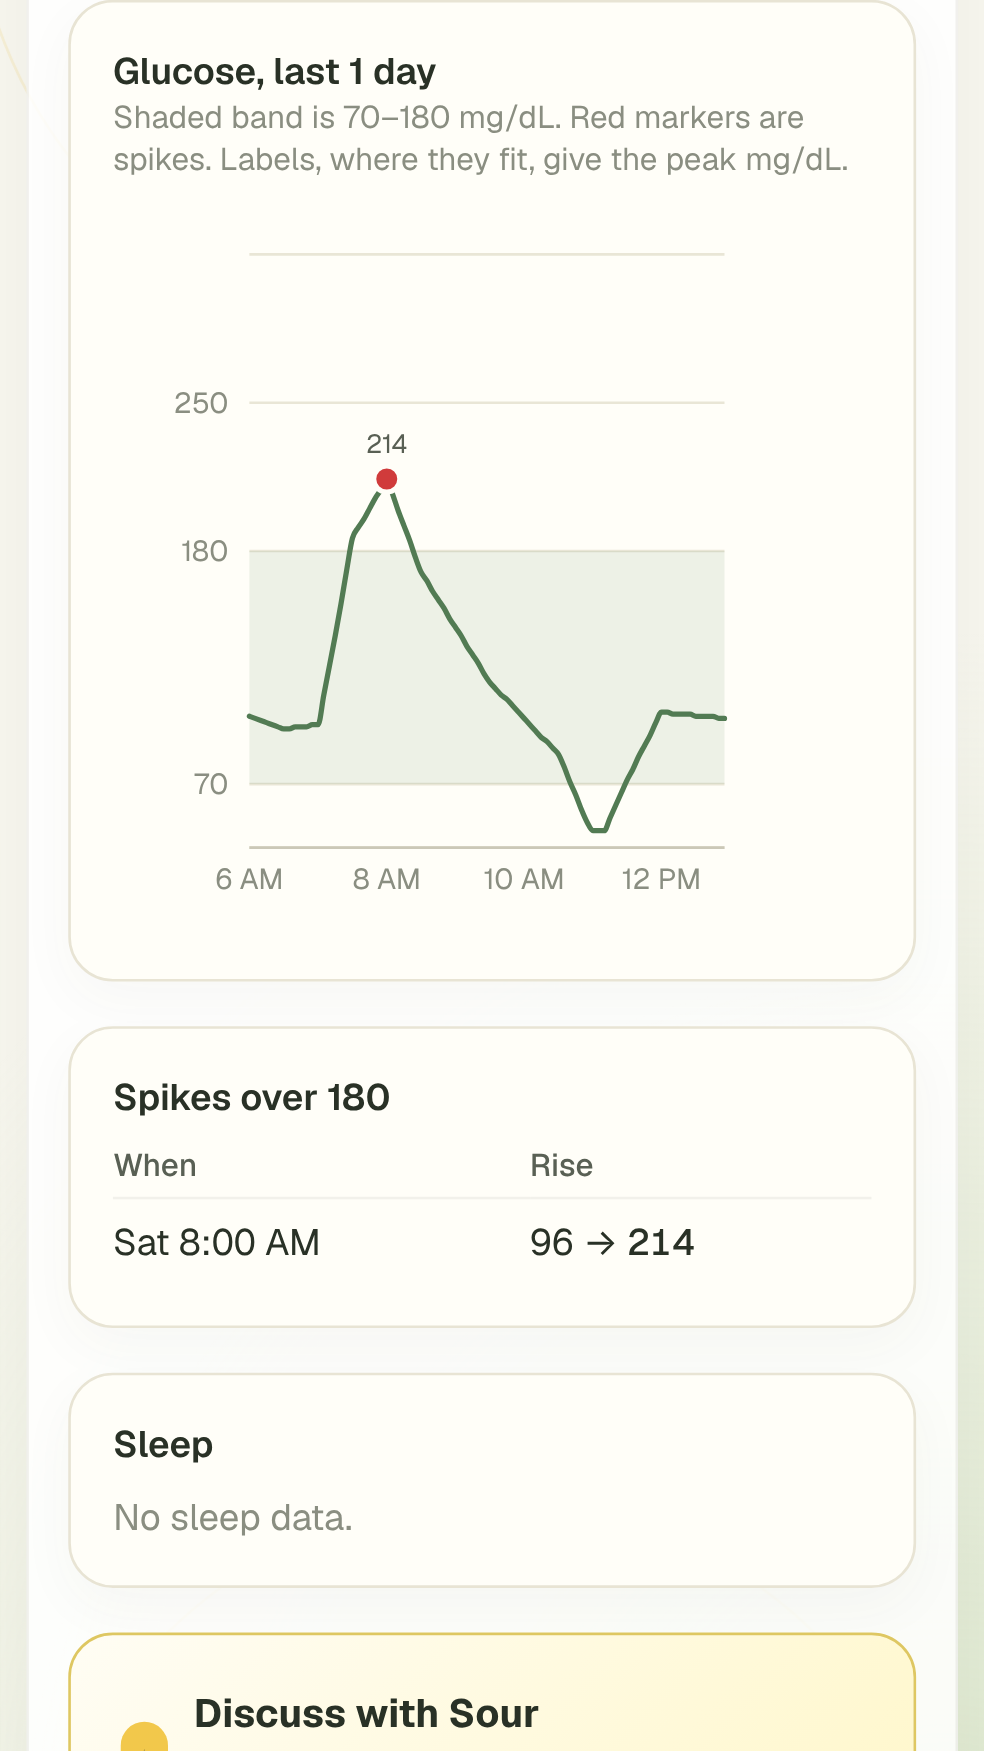 Glucose, last 1 day
Shaded band is 70–180 mg/dL. Red markers are
spikes. Labels, where they fit, give the peak mg/dL.
250
214
180
70
6 AM 8 AM 10 AM 12 PM
Spikes over 180
When Rise
Sat 8:00 AM 96 → 214
Sleep
No sleep data.
Discuss with Sour